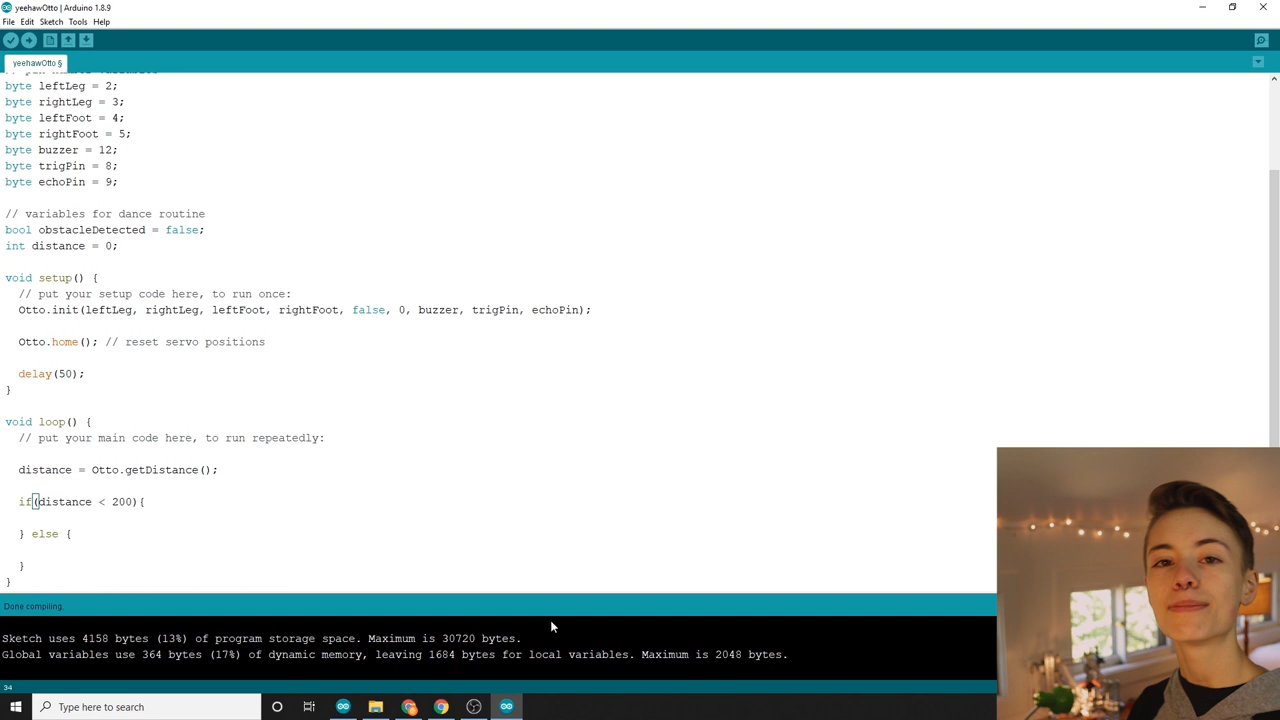 yeehawOtto | Arduino 1.8.9
File Edit Sketch Tools Help
yeehawOtto §
byte leftLeg = 2;
byte rightLeg = 3;
byte leftFoot = 4;
byte rightFoot = 5;
byte buzzer = 12;
byte trigPin = 8;
byte echoPin = 9;
// variables for dance routine
bool obstacleDetected = false;
int distance = 0;
void setup() {
// put your setup code here, to run once:
Otto.init(leftLeg, rightLeg, leftFoot, rightFoot, false, 0, buzzer, trigPin, echoPin);
Otto.home(); // reset servo positions
delay(50);
}
void loop() {
// put your main code here, to run repeatedly:
distance = Otto.getDistance();
if(distance < 200){
} else {
}
}
Done compiling.
Sketch uses 4158 bytes (13%) of program storage space. Maximum is 30720 bytes.
Global variables use 364 bytes (17%) of dynamic memory, leaving 1684 bytes for local variables. Maximum is 2048 bytes.
34
Type here to search